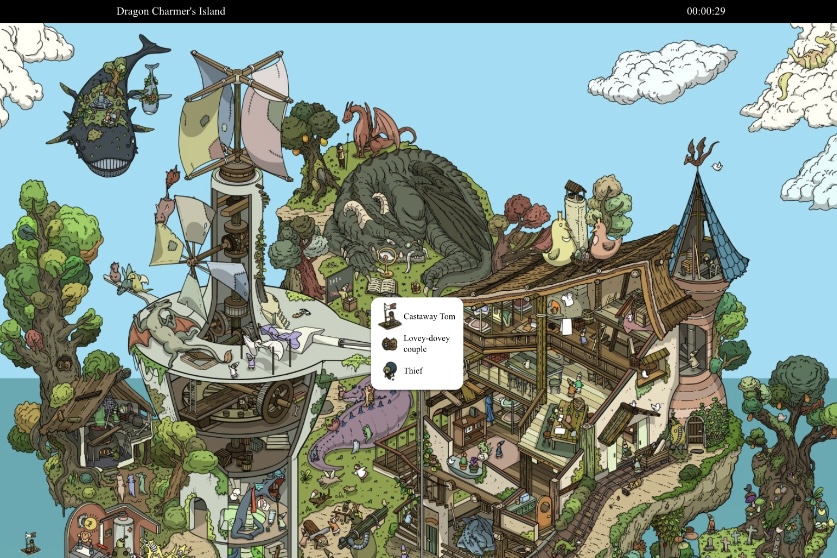 Dragon Charmer's Island
00:00:29
Castaway Tom
Lovey-dovey
couple
Thief